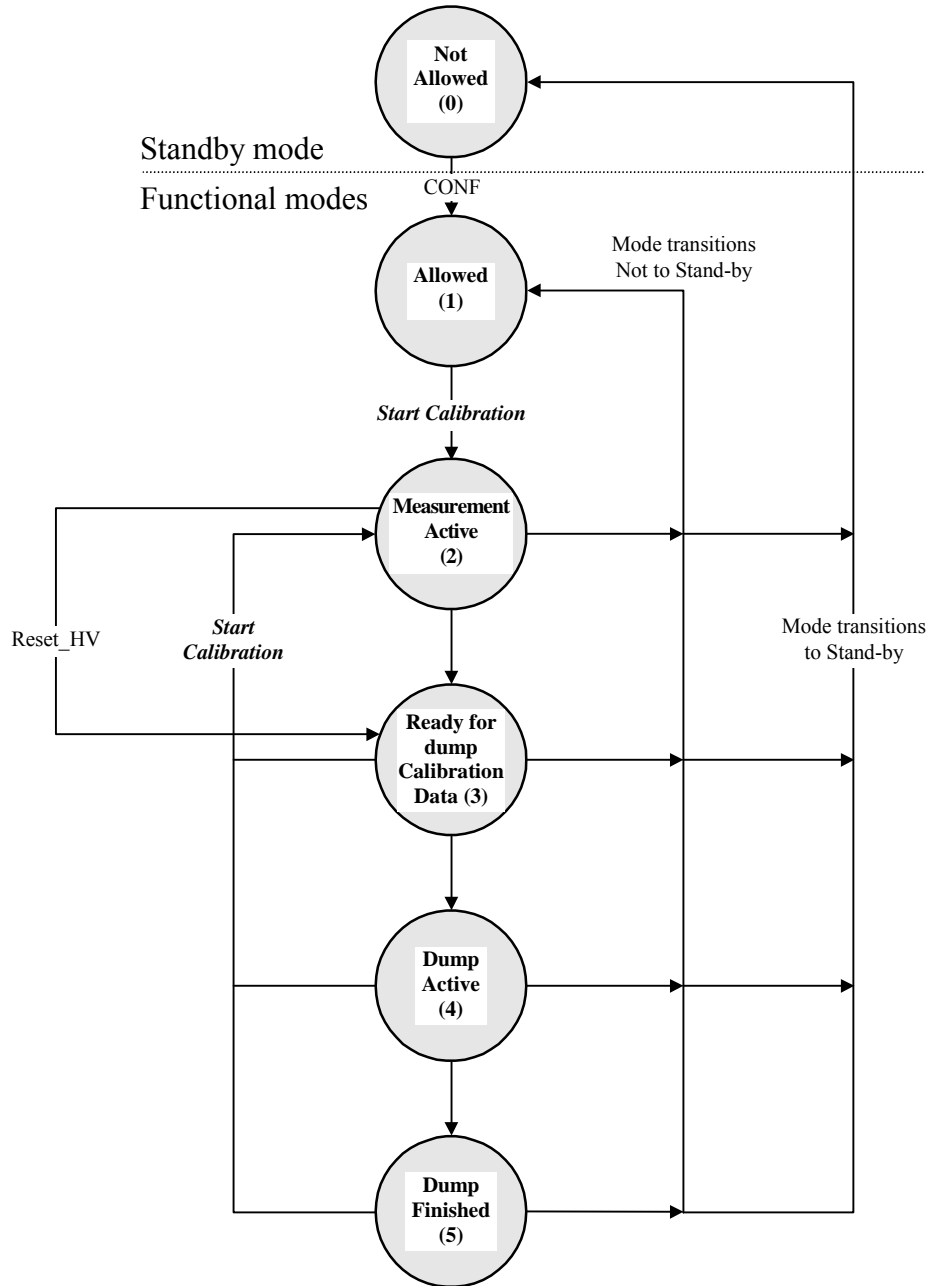 Not
Allowed
(0)
Standby mode
CONF
Functional modes
Mode transitions
Not to Stand-by
Allowed
(1)
Start Calibration
Measurement
Active
(2)
Reset_HV
Start
Calibration
Mode transitions
to Stand-by
Ready for
dump
Calibration
Data (3)
Dump
Active
(4)
Dump
Finished
(5)